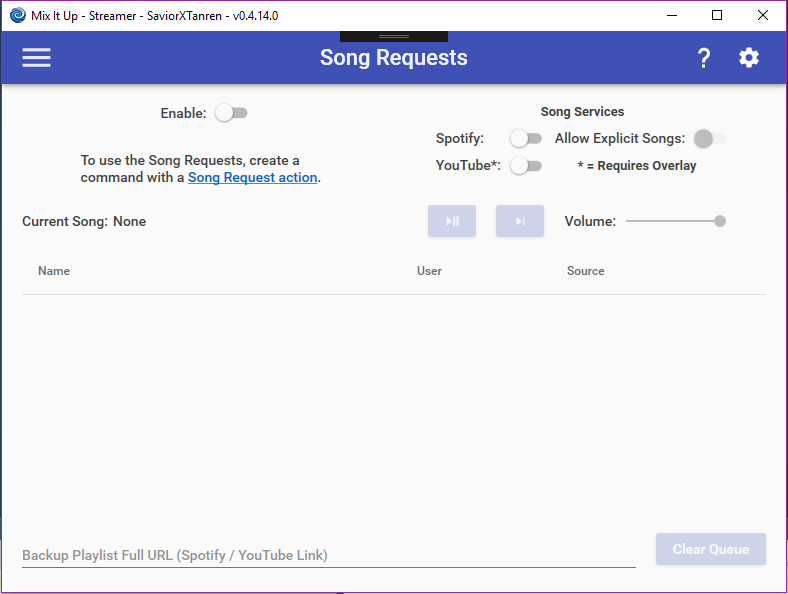 Mix It Up - Streamer - SaviorXTanren - v0.4.14.0
Song Requests
?
Enable:
To use the Song Requests, create a
command with a Song Request action.
Song Services
Spotify:
Allow Explicit Songs:
YouTube*:
* = Requires Overlay
Current Song: None
Volume:
Name
User
Source
Backup Playlist Full URL (Spotify / YouTube Link)
Clear Queue